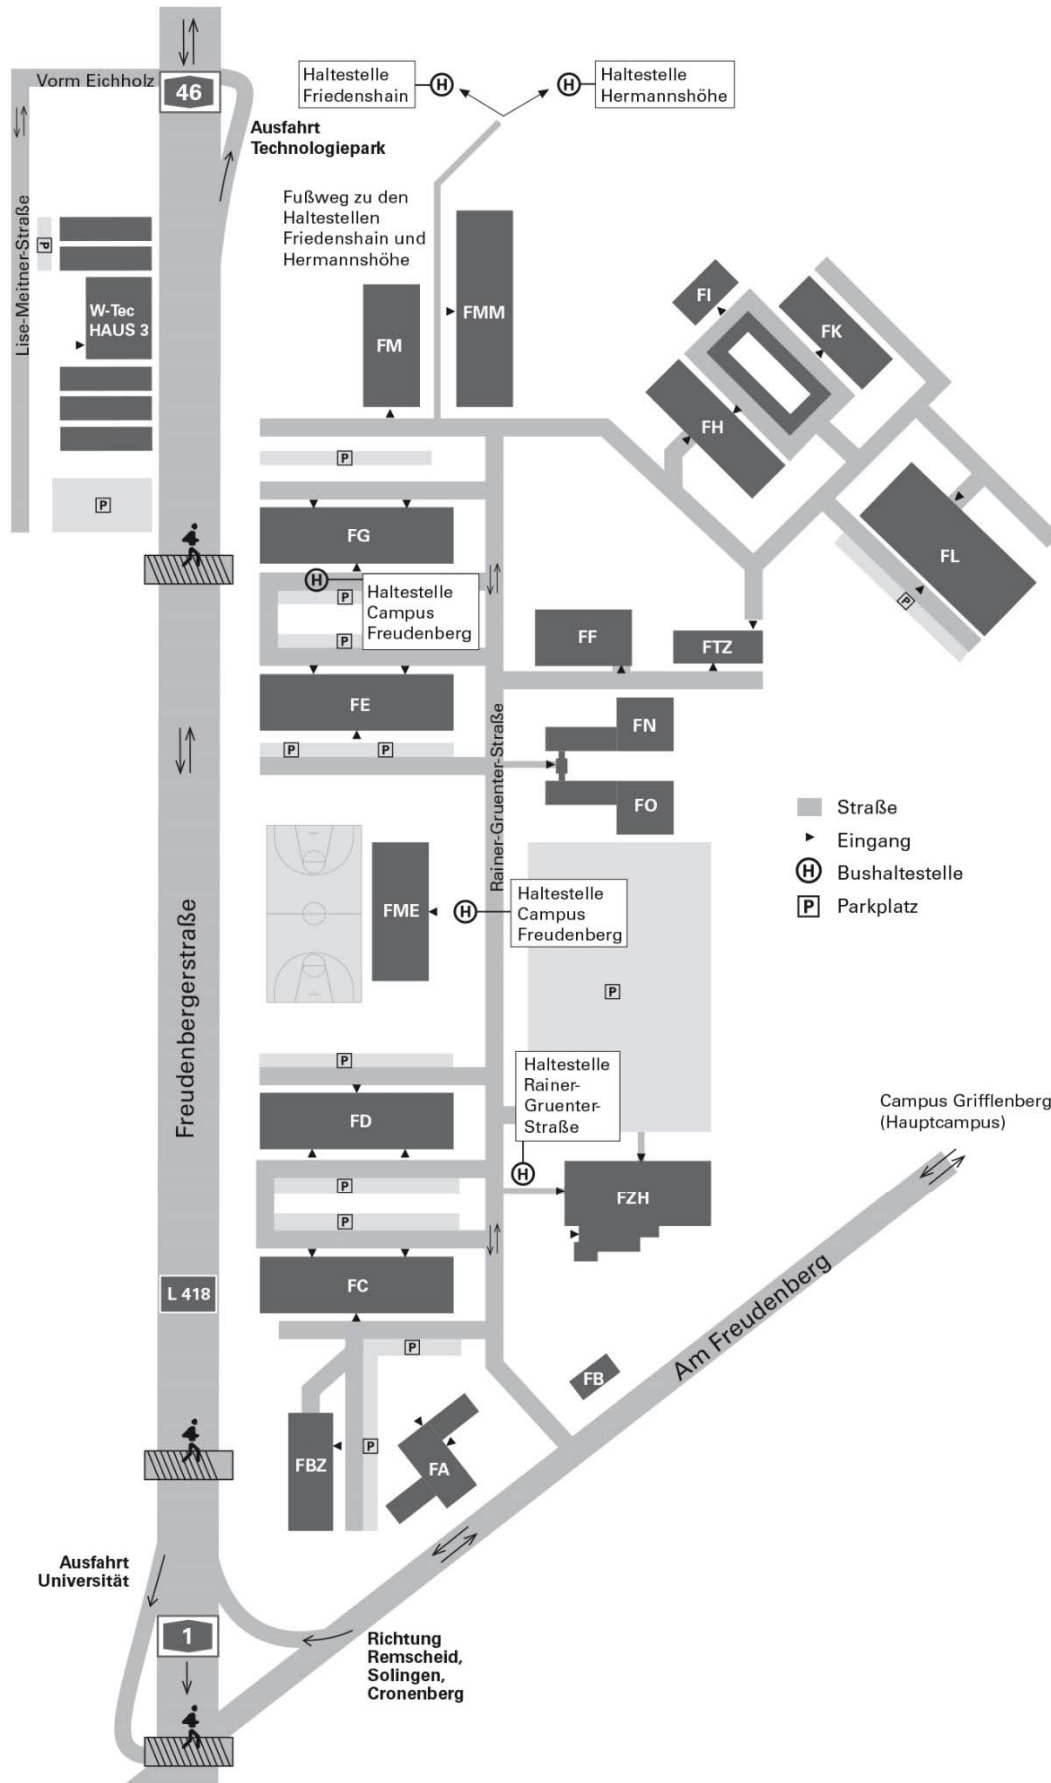 Vorm Eichholz
46
Ausfahrt
Technologiepark
Haltestelle
Friedenshain
H
H
Haltestelle
Hermannshöhe
Fußweg zu den
Haltestellen
Friedenshain und
Hermannshöhe
Lise-Meitner-Straße
P
W-Tec
HAUS 3
P
FM
FMM
FI
FK
FH
FL
P
P
FG
H
Haltestelle
Campus
Freudenberg
P
P
FE
P
P
FF
FTZ
FN
FO
Rainer-Gruenter-Straße
Straße
Eingang
H
Bushaltestelle
P
Parkplatz
FME
H
Haltestelle
Campus
Freudenberg
P
Freudenbergerstraße
P
FD
Haltestelle
Rainer-
Gruenter-
Straße
H
Campus Grifflenberg
(Hauptcampus)
P
P
FZH
FC
L 418
P
Am Freudenberg
FB
FBZ
P
FA
Ausfahrt
Universität
1
Richtung
Remscheid,
Solingen,
Cronenberg